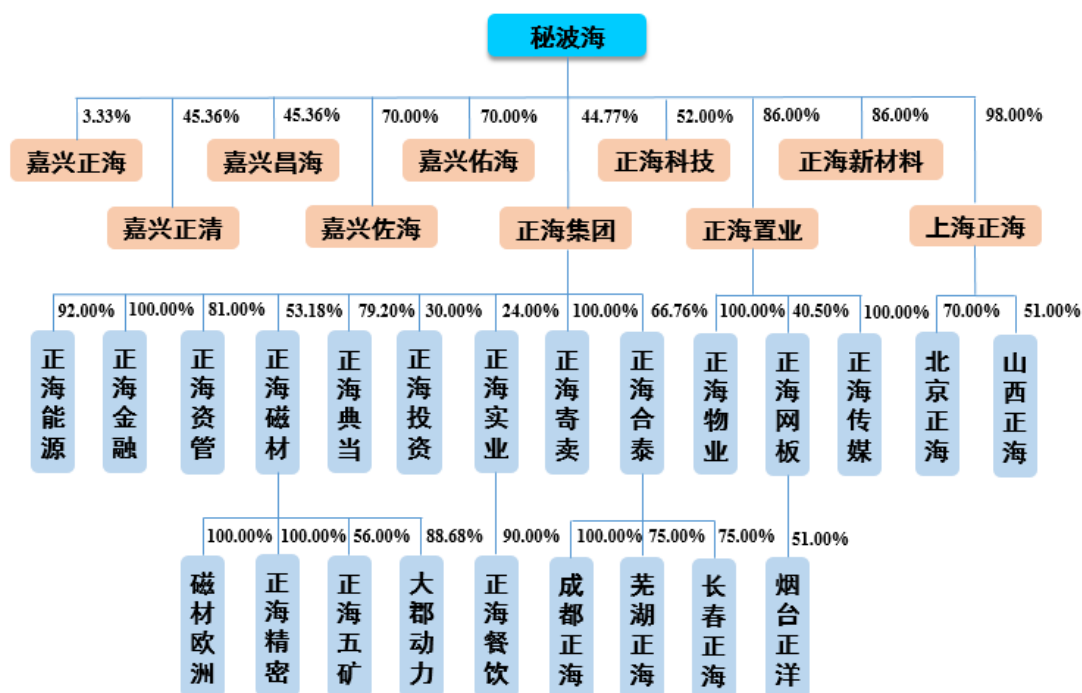 秘波海
3.33%
45.36%
45.36%
70.00%
70.00%
44.77%
52.00%
86.00%
86.00%
98.00%
嘉兴正海
嘉兴昌海
嘉兴佑海
正海科技
正海新材料
嘉兴正清
嘉兴佐海
正海集团
正海置业
上海正海
92.00%
100.00%
81.00%
53.18%
79.20%
30.00%
24.00%
100.00%
66.76%
100.00%
40.50%
100.00%
70.00%
51.00%
正海能源
正海金融
正海资管
正海磁材
正海典当
正海投资
正海实业
正海寄卖
正海合泰
正海物业
正海网板
正海传媒
北京正海
山西正海
100.00%
100.00%
56.00%
88.68%
90.00%
100.00%
75.00%
75.00%
51.00%
磁材欧洲
正海精密
正海五矿
大郡动力
正海餐饮
成都正海
芜湖正海
长春正海
烟台正洋